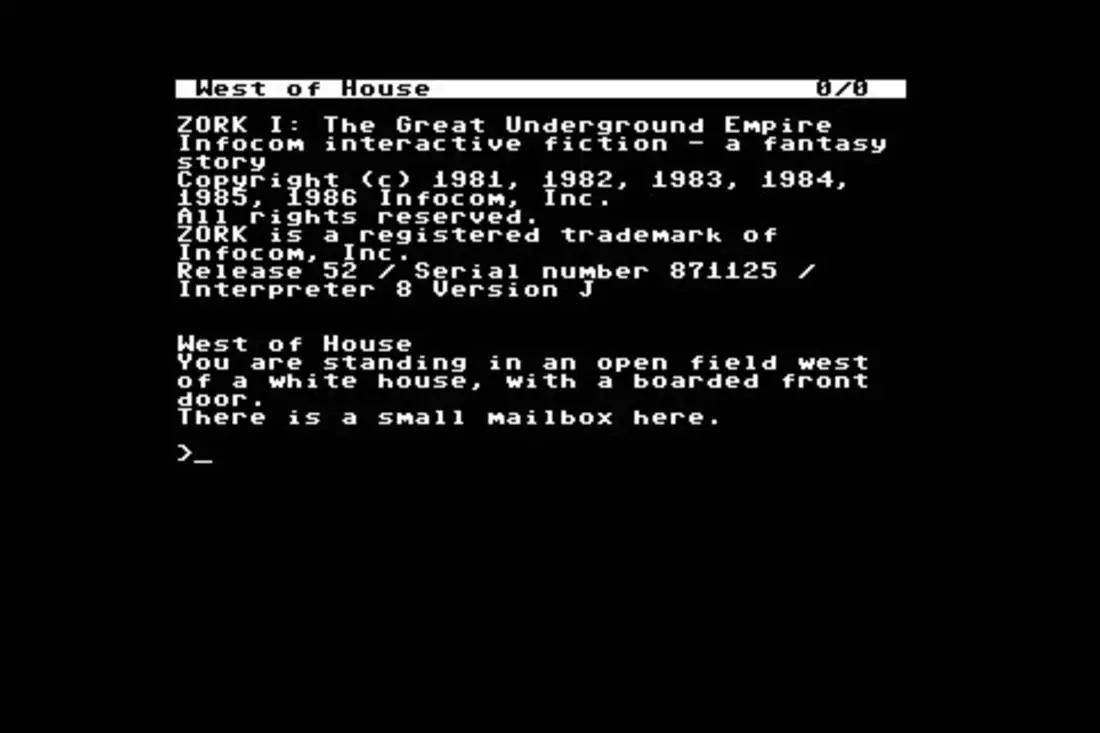 West of House 0/0
ZORK I: The Great Underground Empire
Infocom interactive fiction - a fantasy
story
Copyright (c) 1981, 1982, 1983, 1984,
1985, 1986 Infocom, Inc.
All rights reserved.
ZORK is a registered trademark of
Infocom, Inc.
Release 52 / Serial number 871125 /
Interpreter 8 Version J
West of House
You are standing in an open field west
of a white house, with a boarded front
door.
There is a small mailbox here.
>_